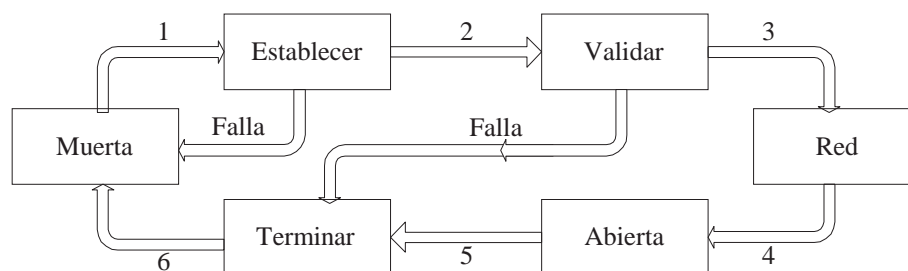 1
2
3
Establecer
Validar
Falla
Falla
Muerta
Red
Terminar
Abierta
6
5
4